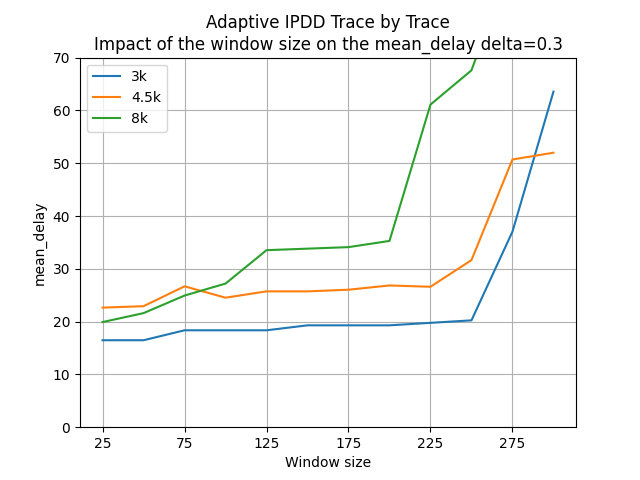 Adaptive IPDD Trace by Trace
Impact of the window size on the mean_delay delta=0.3
3k
4.5k
8k
mean_delay
70
60
50
40
30
20
10
0
25 75 125 175 225 275
Window size